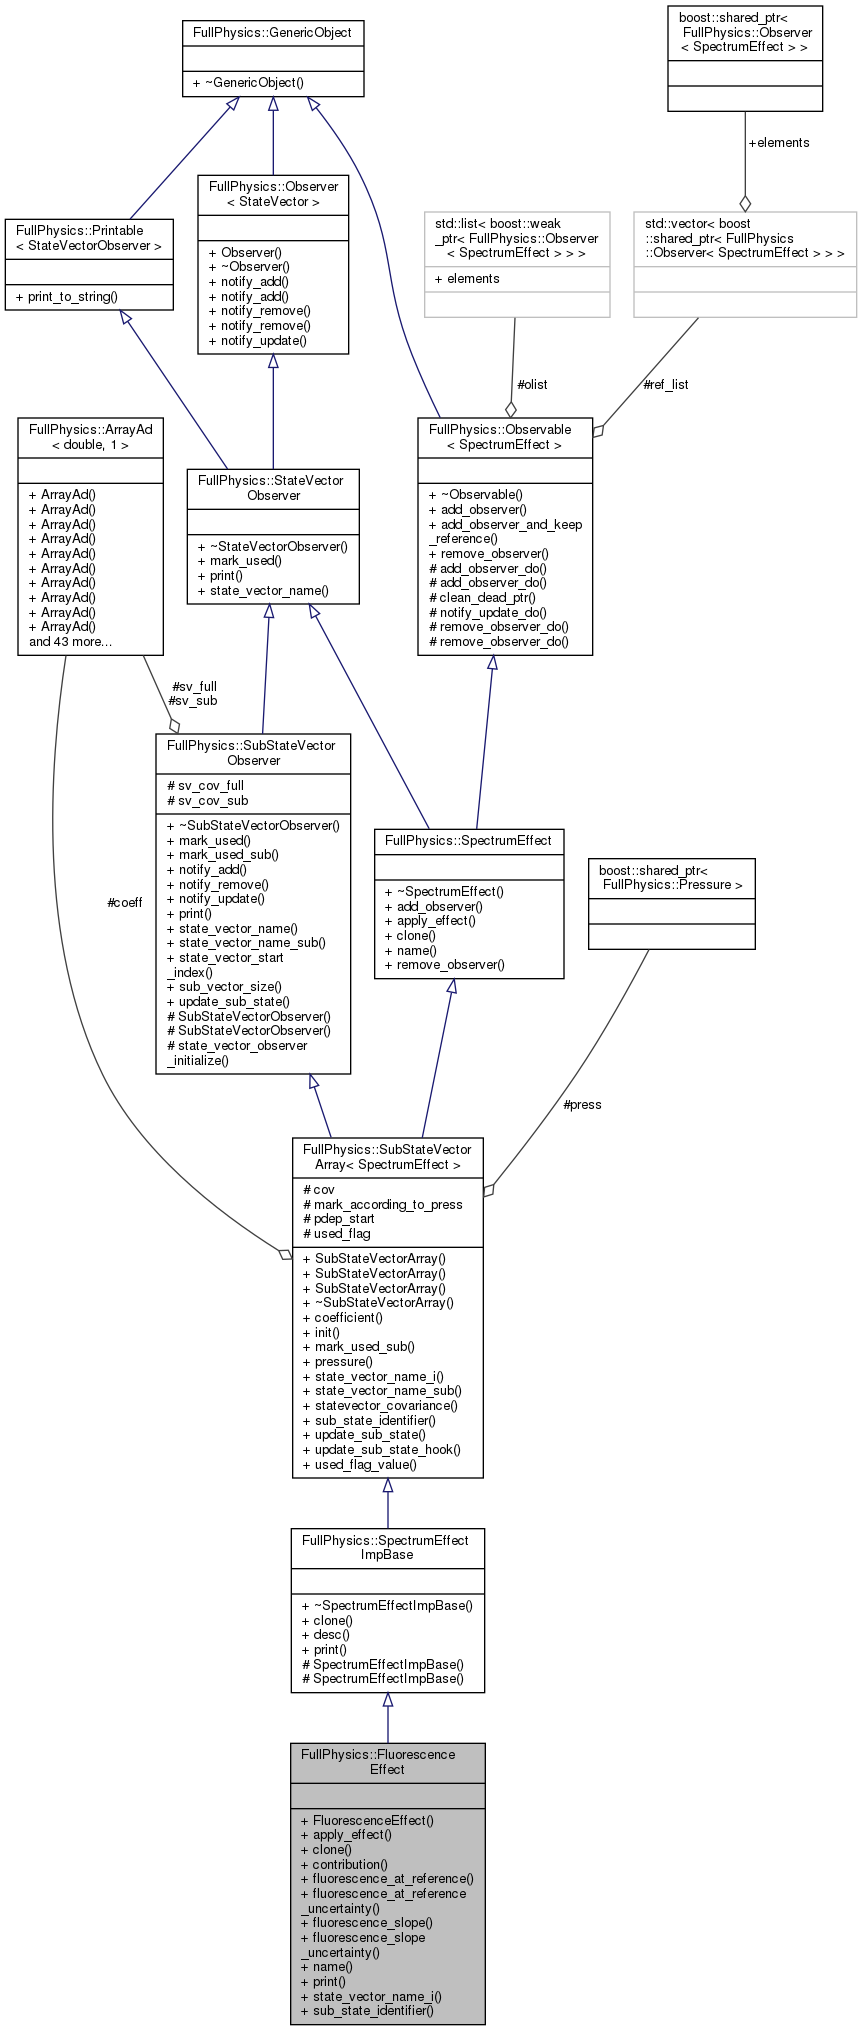 FullPhysics::GenericObject
+ ~GenericObject()
boost::shared_ptr<
FullPhysics::Observer
< SpectrumEffect > >
+elements
FullPhysics::Printable
< StateVectorObserver >
+ print_to_string()
FullPhysics::Observer
< StateVector >
+ Observer()
+ ~Observer()
+ notify_add()
+ notify_add()
+ notify_remove()
+ notify_remove()
+ notify_update()
std::list< boost::weak
_ptr< FullPhysics::Observer
< SpectrumEffect > > >
+ elements
std::vector< boost
::shared_ptr< FullPhysics
::Observer< SpectrumEffect > > >
#olist
#ref_list
FullPhysics::ArrayAd
< double, 1 >
+ ArrayAd()
+ ArrayAd()
+ ArrayAd()
+ ArrayAd()
+ ArrayAd()
+ ArrayAd()
+ ArrayAd()
+ ArrayAd()
+ ArrayAd()
+ ArrayAd()
and 43 more...
FullPhysics::StateVector
Observer
+ ~StateVectorObserver()
+ mark_used()
+ print()
+ state_vector_name()
FullPhysics::Observable
< SpectrumEffect >
+ ~Observable()
+ add_observer()
+ add_observer_and_keep
_reference()
+ remove_observer()
# add_observer_do()
# add_observer_do()
# clean_dead_ptr()
# notify_update_do()
# remove_observer_do()
# remove_observer_do()
#sv_full
#sv_sub
FullPhysics::SubStateVector
Observer
# sv_cov_full
# sv_cov_sub
+ ~SubStateVectorObserver()
+ mark_used()
+ mark_used_sub()
+ notify_add()
+ notify_remove()
+ notify_update()
+ print()
+ state_vector_name()
+ state_vector_name_sub()
+ state_vector_start
_index()
+ sub_vector_size()
+ update_sub_state()
# SubStateVectorObserver()
# SubStateVectorObserver()
# state_vector_observer
_initialize()
FullPhysics::SpectrumEffect
+ ~SpectrumEffect()
+ add_observer()
+ apply_effect()
+ clone()
+ name()
+ remove_observer()
boost::shared_ptr<
FullPhysics::Pressure >
#coeff
#press
FullPhysics::SubStateVector
Array< SpectrumEffect >
# cov
# mark_according_to_press
# pdep_start
# used_flag
+ SubStateVectorArray()
+ SubStateVectorArray()
+ SubStateVectorArray()
+ ~SubStateVectorArray()
+ coefficient()
+ init()
+ mark_used_sub()
+ pressure()
+ state_vector_name_i()
+ state_vector_name_sub()
+ statevector_covariance()
+ sub_state_identifier()
+ update_sub_state()
+ update_sub_state_hook()
+ used_flag_value()
FullPhysics::SpectrumEffect
ImpBase
+ ~SpectrumEffectImpBase()
+ clone()
+ desc()
+ print()
# SpectrumEffectImpBase()
# SpectrumEffectImpBase()
FullPhysics::Fluorescence
Effect
+ FluorescenceEffect()
+ apply_effect()
+ clone()
+ contribution()
+ fluorescence_at_reference()
+ fluorescence_at_reference
_uncertainty()
+ fluorescence_slope()
+ fluorescence_slope
_uncertainty()
+ name()
+ print()
+ state_vector_name_i()
+ sub_state_identifier()